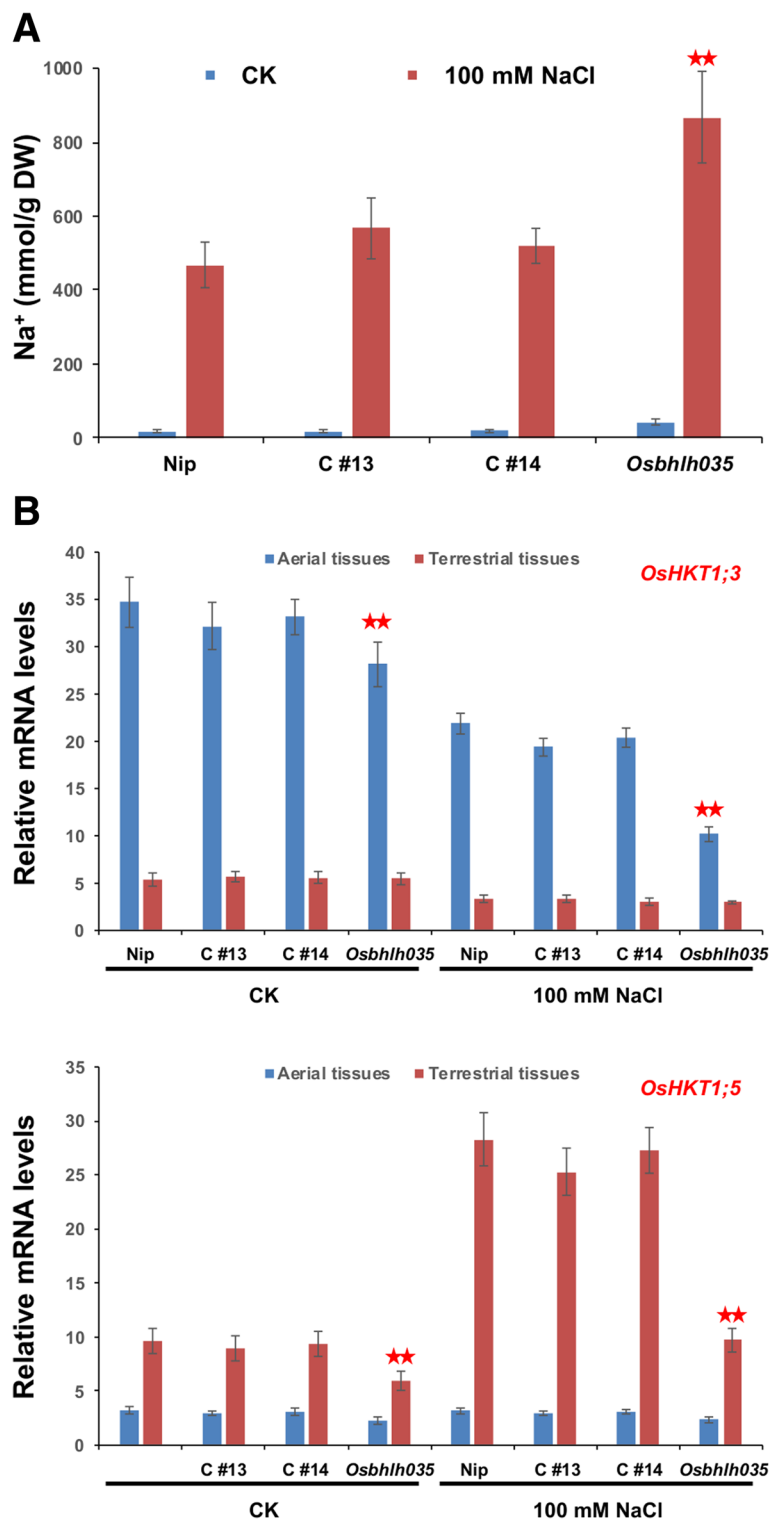 A
CK 100 mM NaCl
★★
Na⁺ (mmol/g DW)
1000
800
600
400
200
0
Nip C #13 C #14 Osbhlh035
B
Aerial tissues Terrestrial tissues
OsHKT1;3
★★
★★
Relative mRNA levels
40
35
30
25
20
15
10
5
0
Nip C #13 C #14 Osbhlh035 Nip C #13 C #14 Osbhlh035
CK 100 mM NaCl
Aerial tissues Terrestrial tissues
OsHKT1;5
★★
★★
Relative mRNA levels
35
30
25
20
15
10
5
0
C #13 C #14 Osbhlh035 Nip C #13 C #14 Osbhlh035
CK 100 mM NaCl